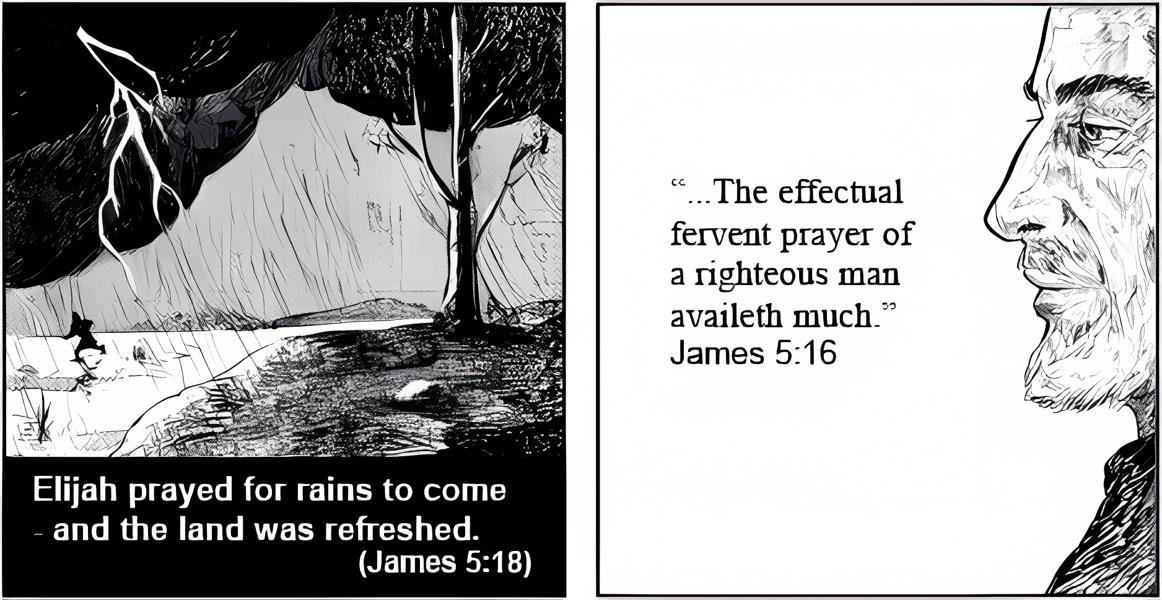 Elijah prayed for rains to come
- and the land was refreshed.
(James 5:18)
“...The effectual
fervent prayer of
a righteous man
availeth much.”
James 5:16